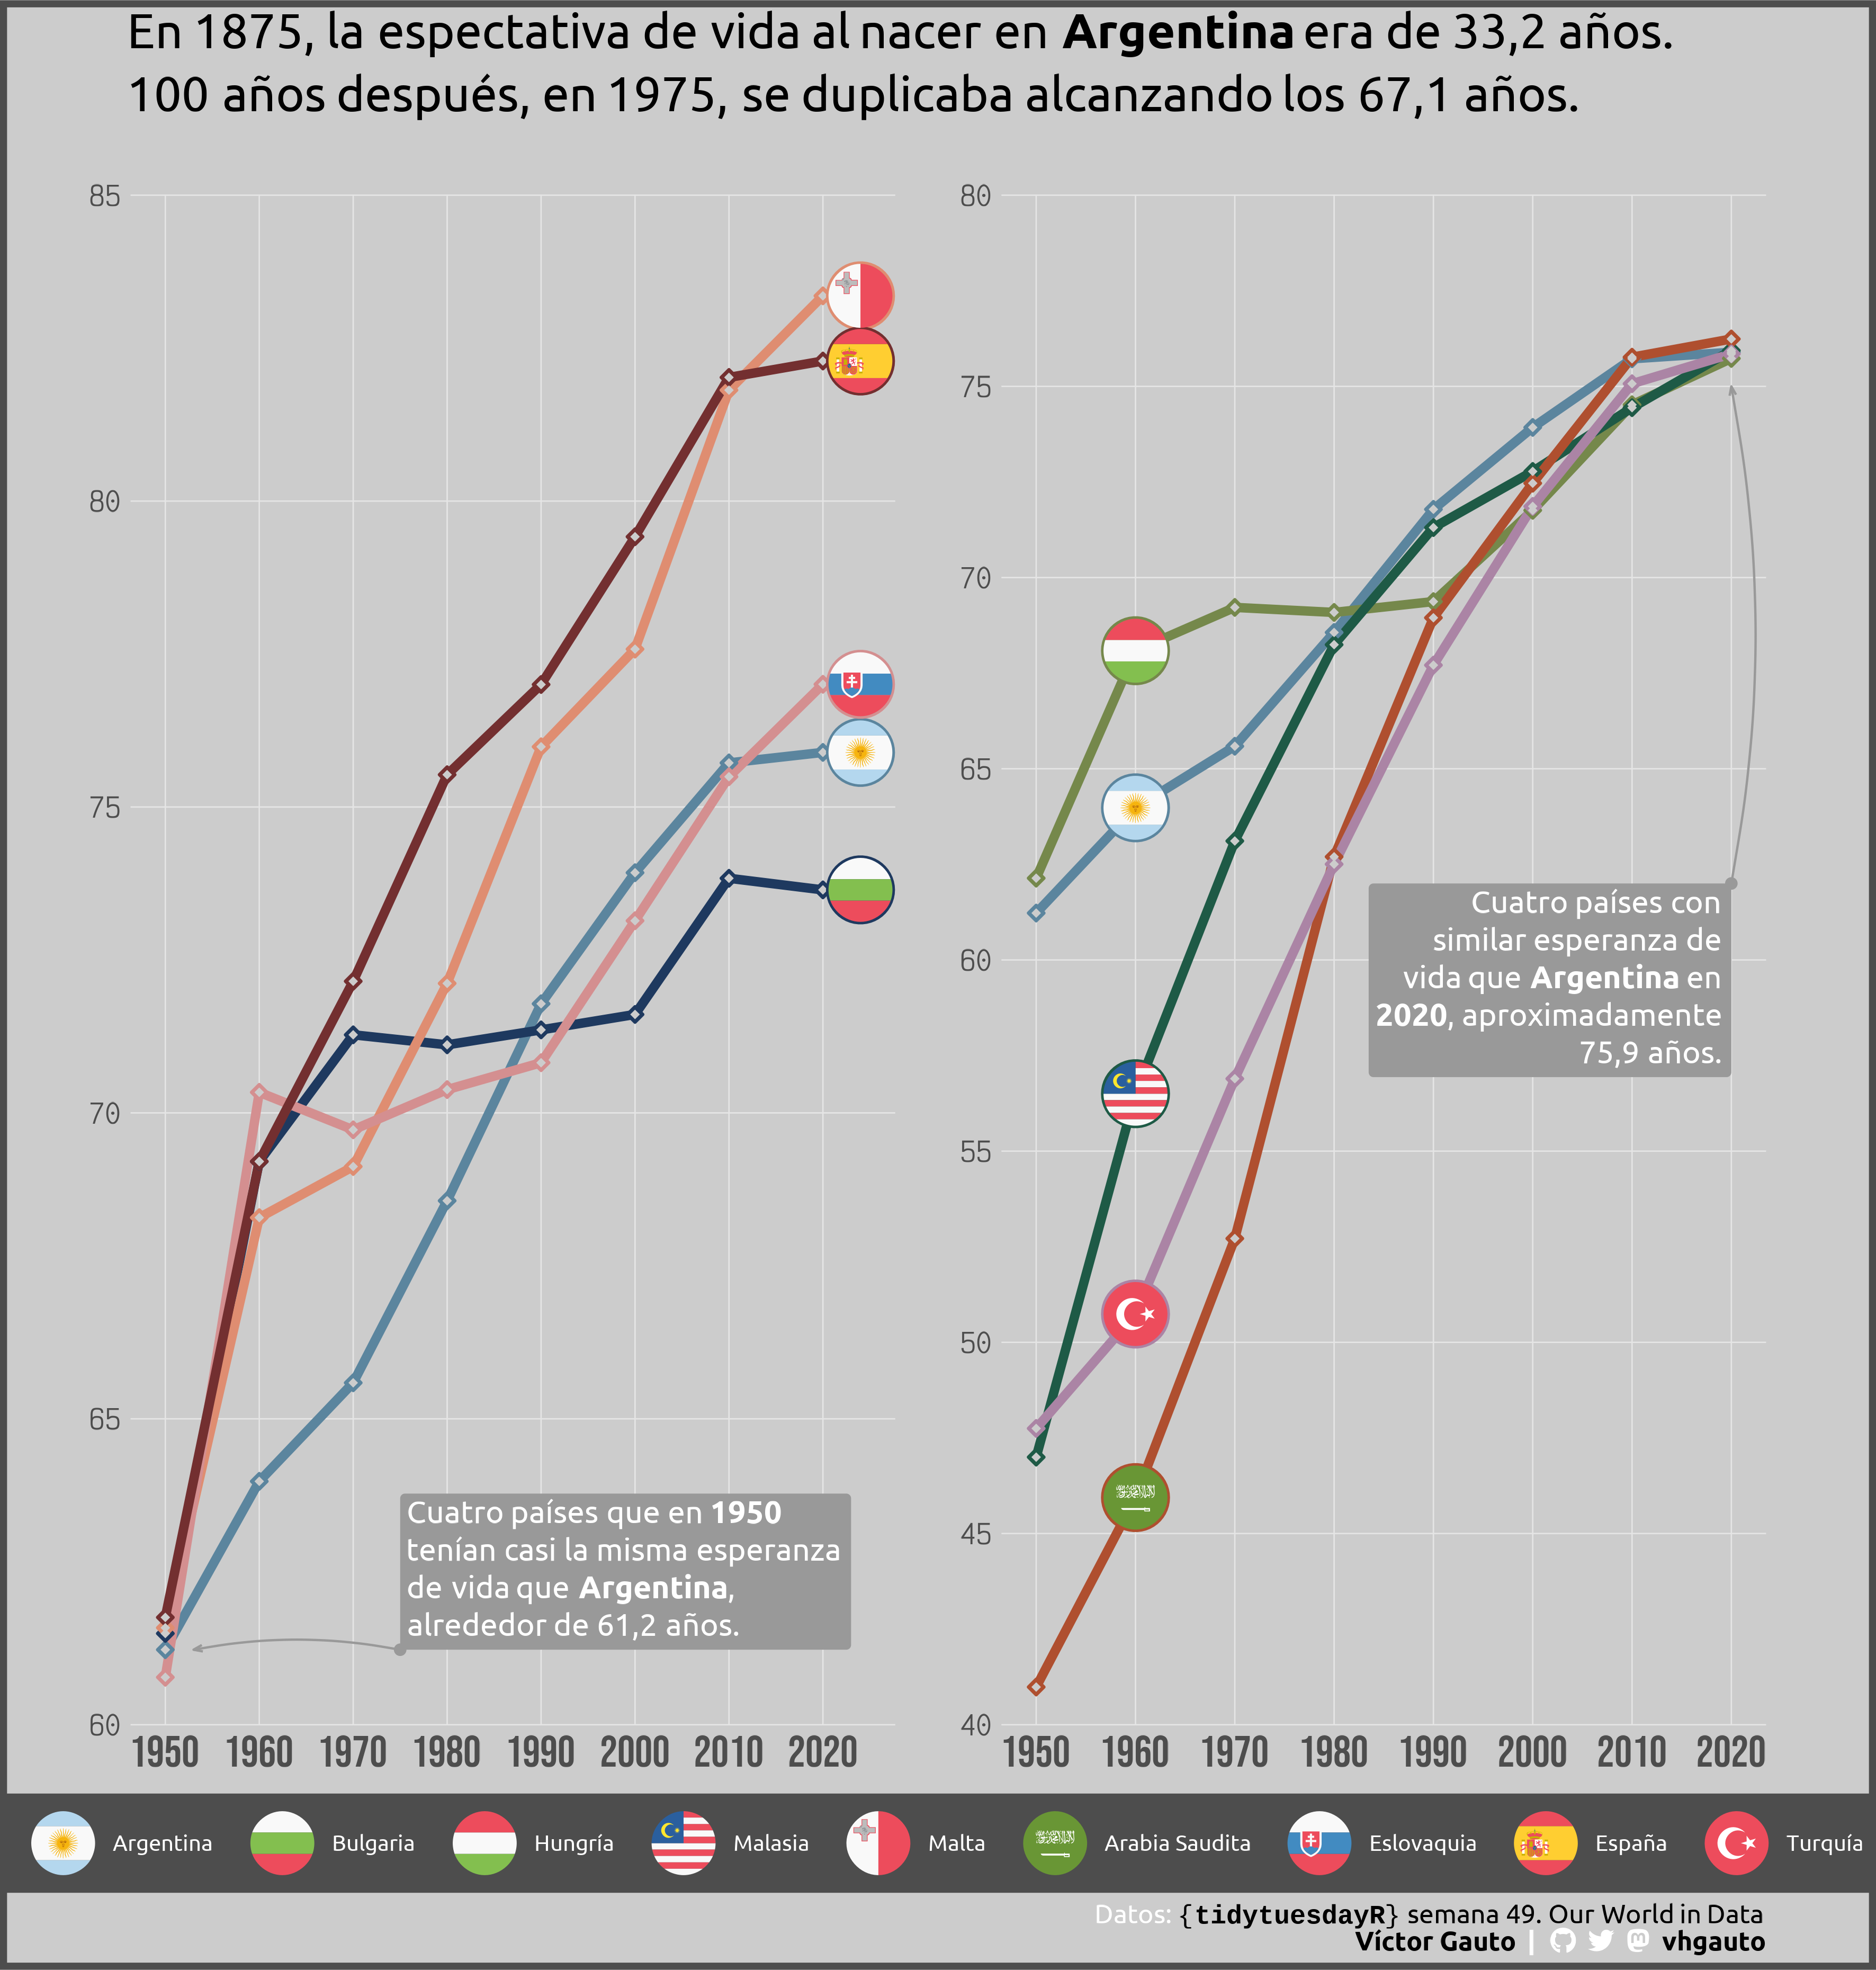 En 1875, la espectativa de vida al nacer en Argentina era de 33,2 años.
100 años después, en 1975, se duplicaba alcanzando los 67,1 años.
85
80
75
70
65
60
1950 1960 1970 1980 1990 2000 2010 2020
Cuatro países que en 1950
tenían casi la misma esperanza
de vida que Argentina,
alrededor de 61,2 años.
80
75
70
65
60
55
50
45
40
1950 1960 1970 1980 1990 2000 2010 2020
Cuatro países con
similar esperanza de
vida que Argentina en
2020, aproximadamente
75,9 años.
Argentina Bulgaria Hungría Malasia Malta Arabia Saudita Eslovaquia España Turquía
Datos: {tidytuesdayR} semana 49. Our World in Data
Víctor Gauto | vhgauto